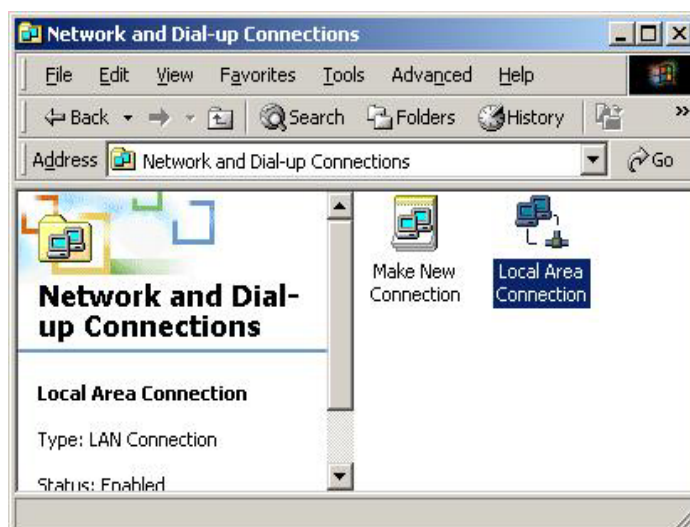 Network and Dial-up Connections
File Edit View Favorites Tools Advanced Help
Back Search Folders History »
Address Network and Dial-up Connections Go
Make New Connection
Local Area Connection
Network and Dial-
up Connections
Local Area Connection
Type: LAN Connection
Status: Enabled